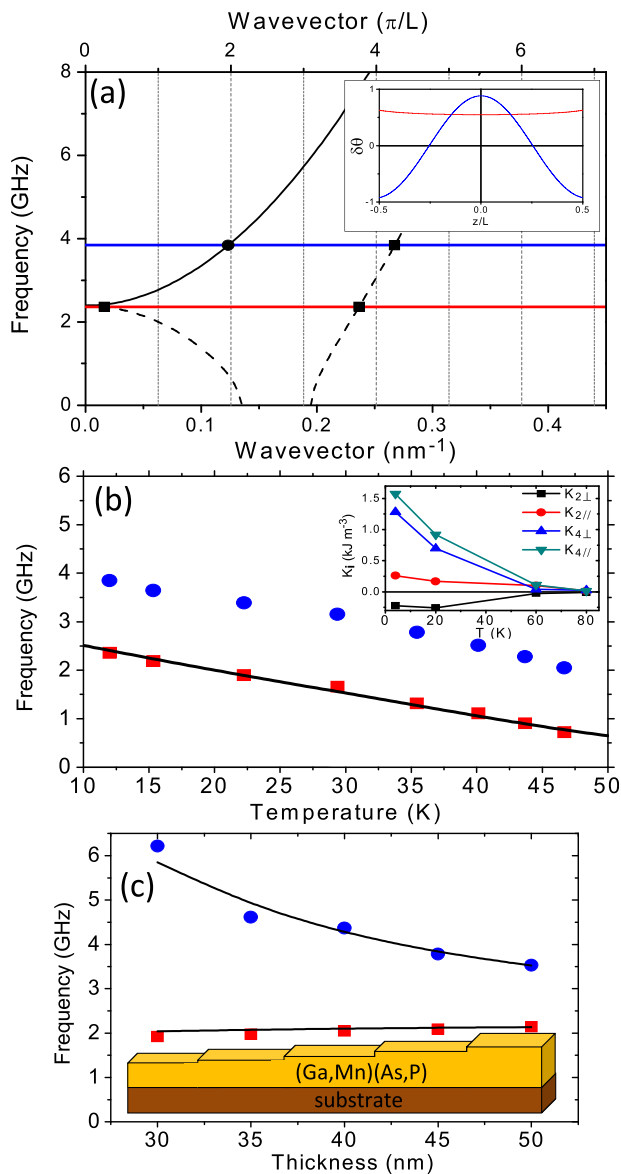 Wavevector (π/L)
0 2 4 6 7
(a)
8
6
4
2
0
Frequency (GHz)
1
0
-1
δθ
-0.5 0.0 0.5
z/L
0.0 0.1 0.2 0.3 0.4
Wavevector (nm⁻¹)
(b)
6
5
4
3
2
1
0
Frequency (GHz)
1.5
1.0
0.5
0.0
Ki (kJ m⁻³)
K2⊥
K2//
K4⊥
K4//
0 20 40 60 80
T (K)
10 15 20 25 30 35 40 45 50
Temperature (K)
(c)
6
5
4
3
2
1
0
Frequency (GHz)
(Ga,Mn)(As,P)
substrate
30 35 40 45 50
Thickness (nm)